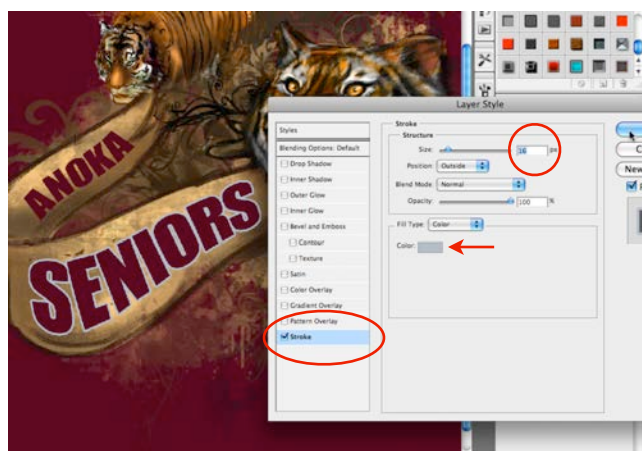 ANOKA
SENIORS
Layer Style
Styles
Blending Options: Default
Drop Shadow
Inner Shadow
Outer Glow
Inner Glow
Bevel and Emboss
Contour
Texture
Satin
Color Overlay
Gradient Overlay
Pattern Overlay
Stroke
Stroke
Structure
Size: 16 px
Position: Outside
Blend Mode: Normal
Opacity: 100 %
Fill Type: Color
Color:
C
New